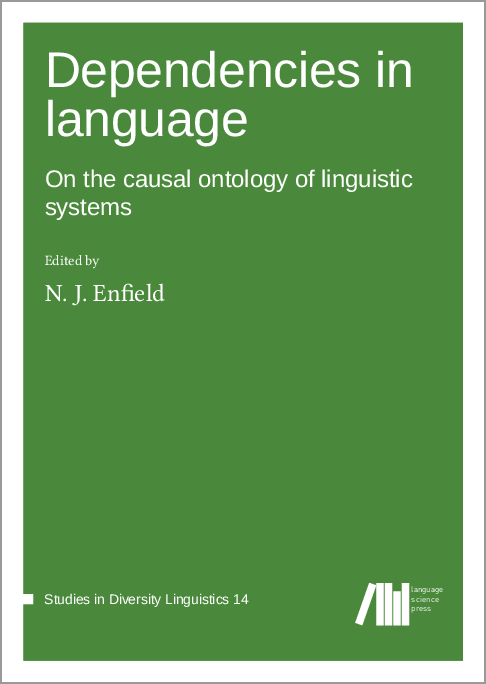 Dependencies in
language
On the causal ontology of linguistic
systems
Edited by
N. J. Enfield
Studies in Diversity Linguistics 14
language
science
press